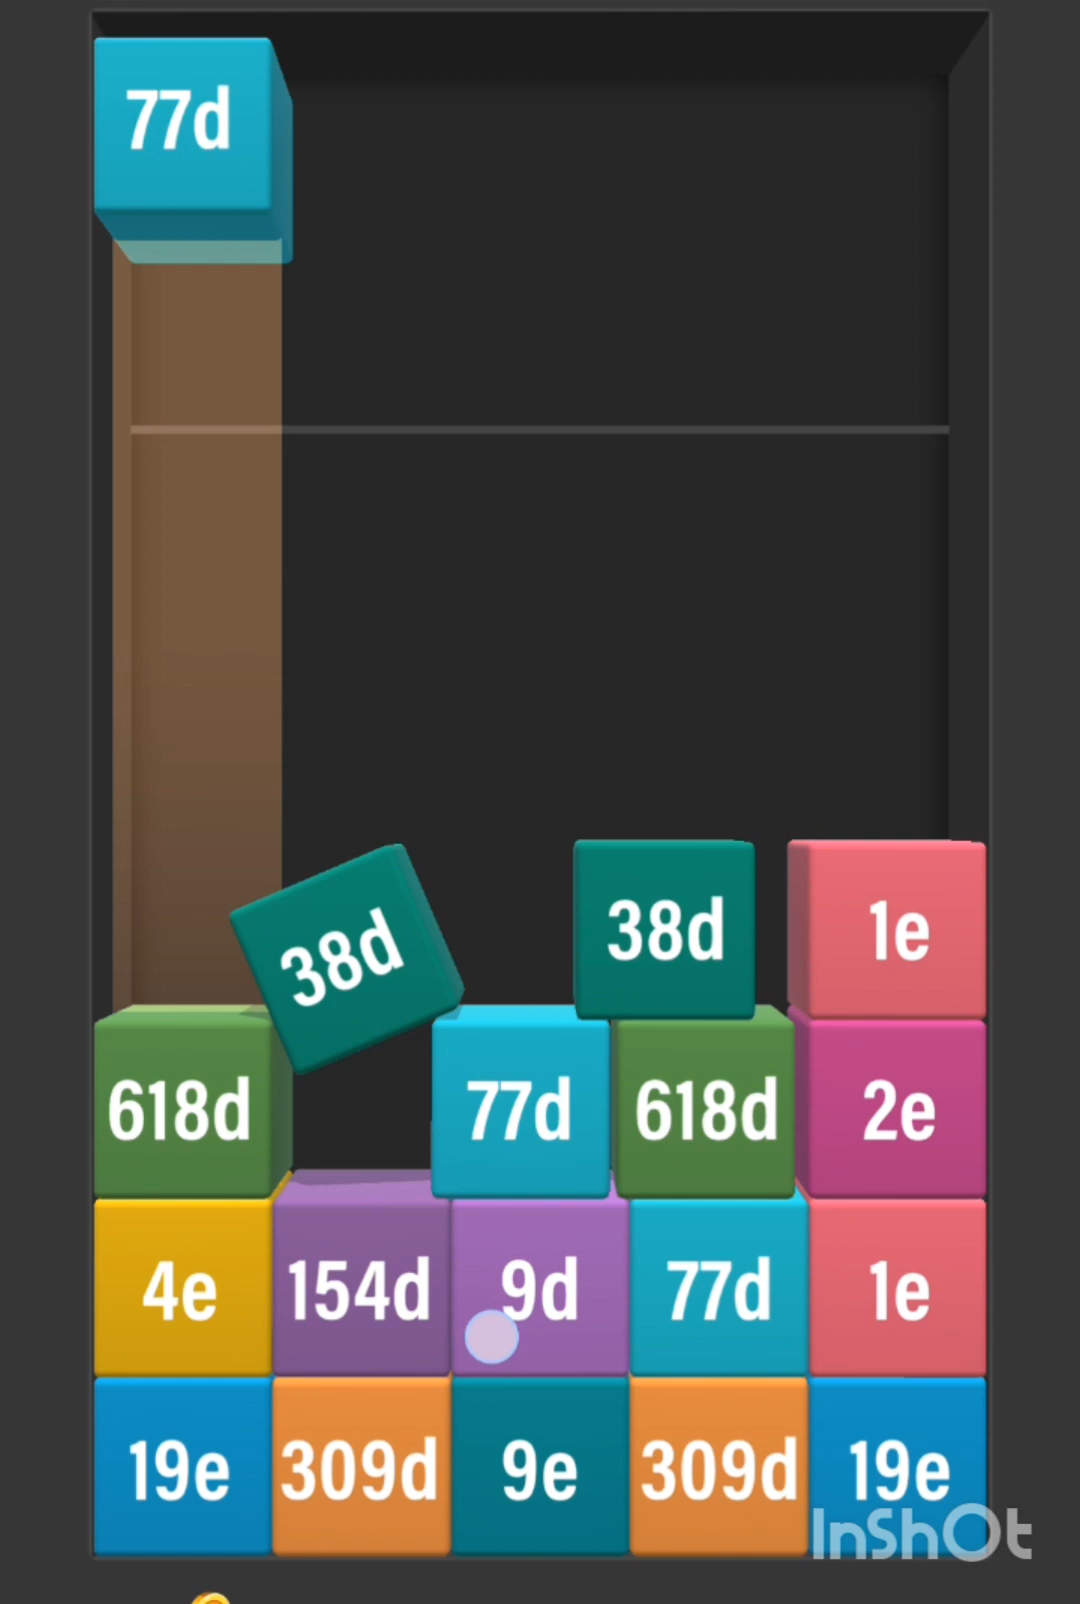 77d
38d 38d 1e
618d 77d 618d 2e
4e 154d 9d 77d 1e
19e 309d 9e 309d 19e
InShOt